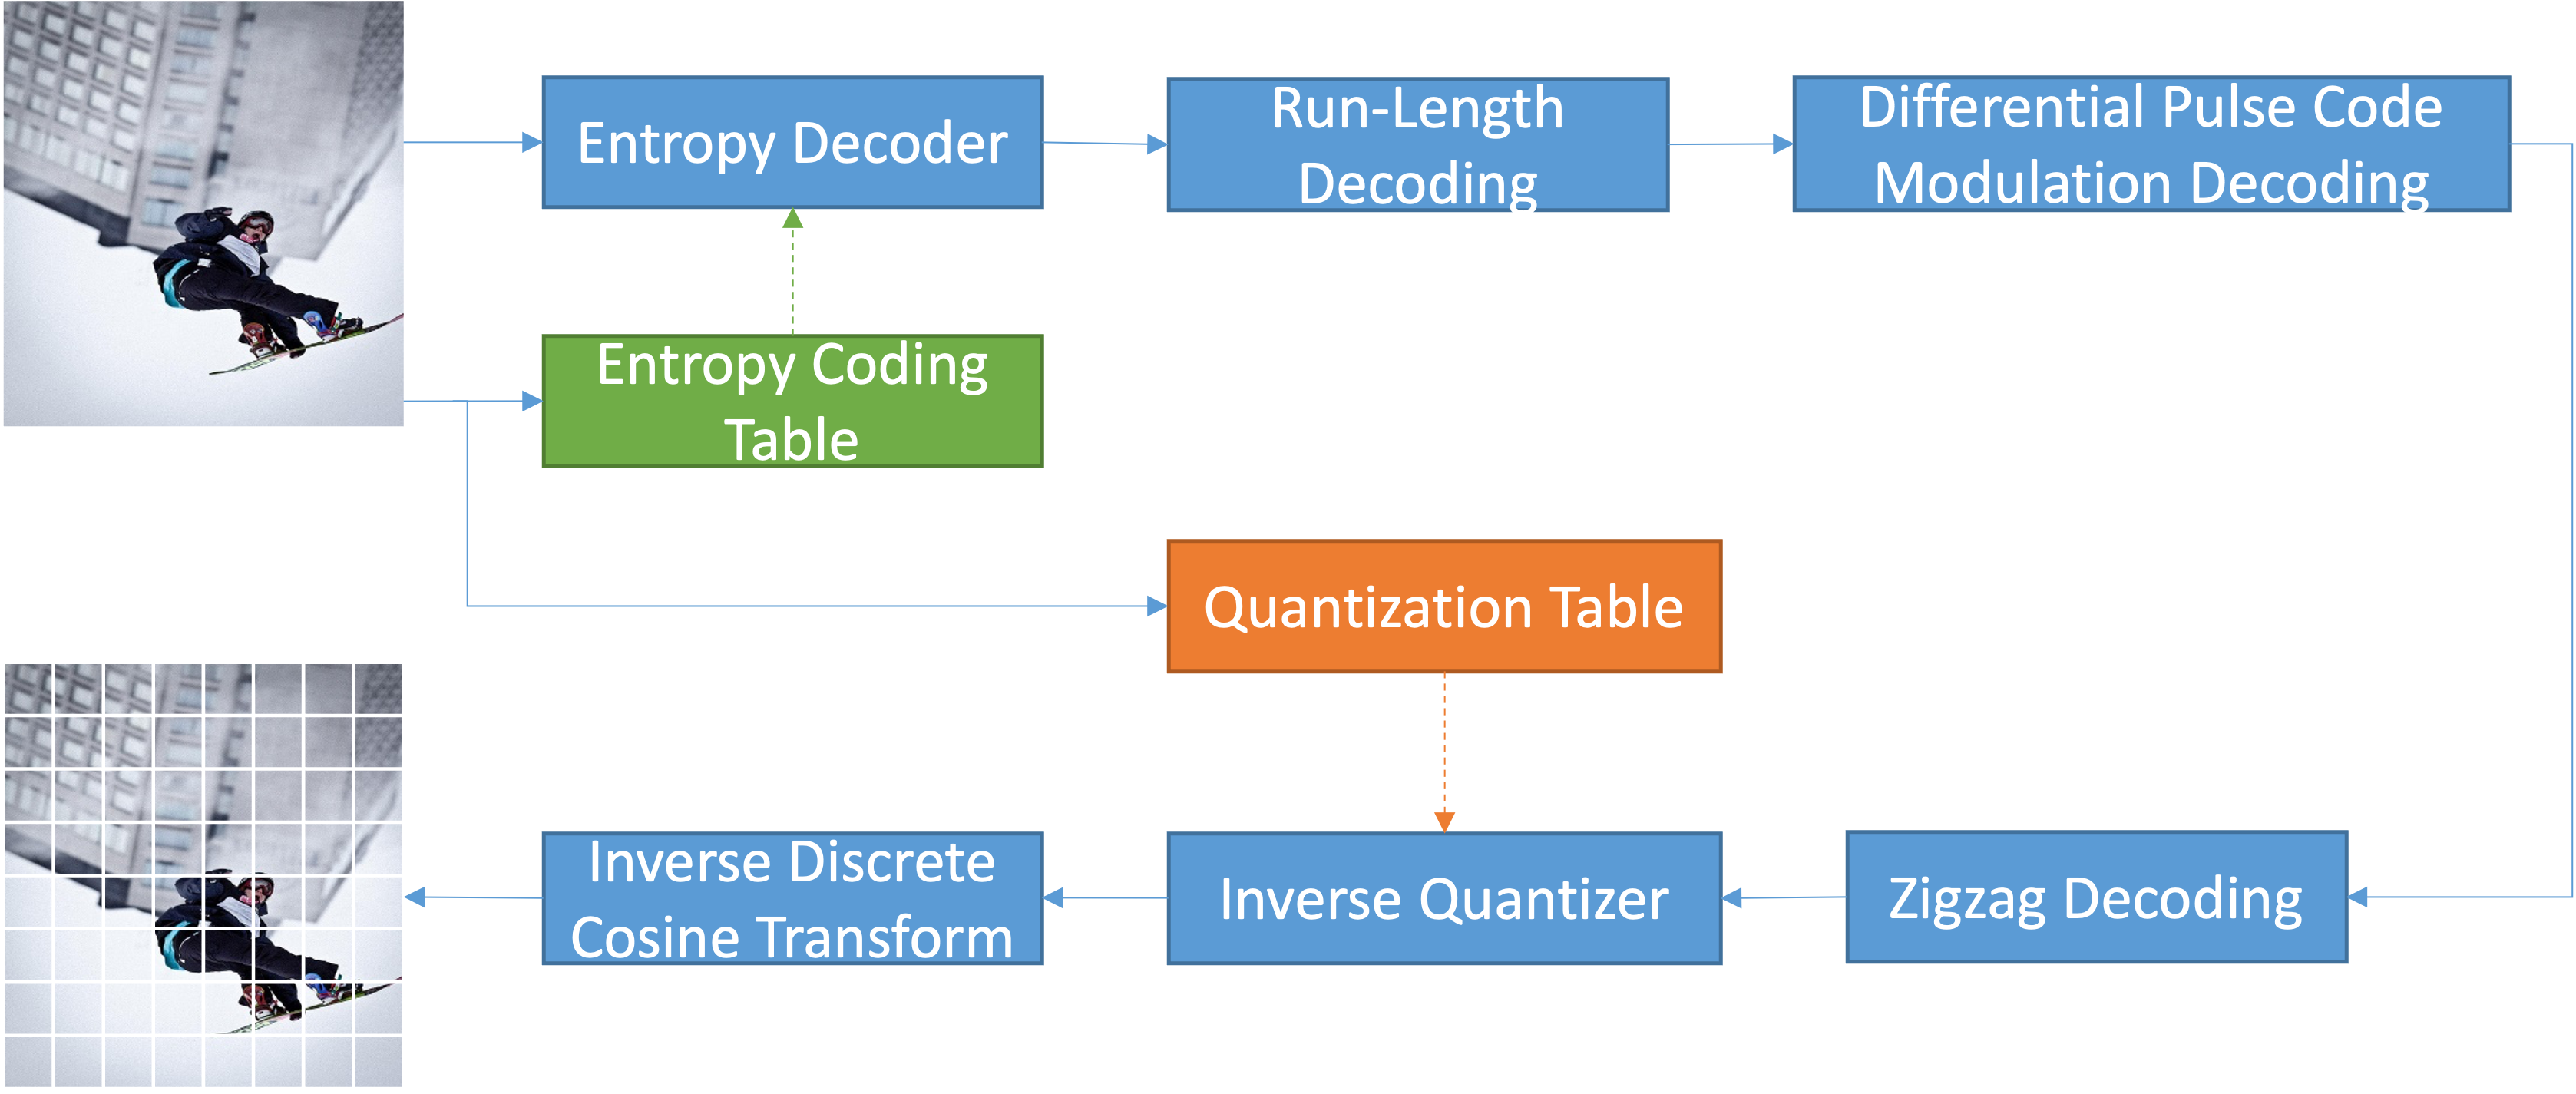 Entropy Decoder
Run-Length
Decoding
Differential Pulse Code
Modulation Decoding
Entropy Coding
Table
Quantization Table
Inverse Discrete
Cosine Transform
Inverse Quantizer
Zigzag Decoding